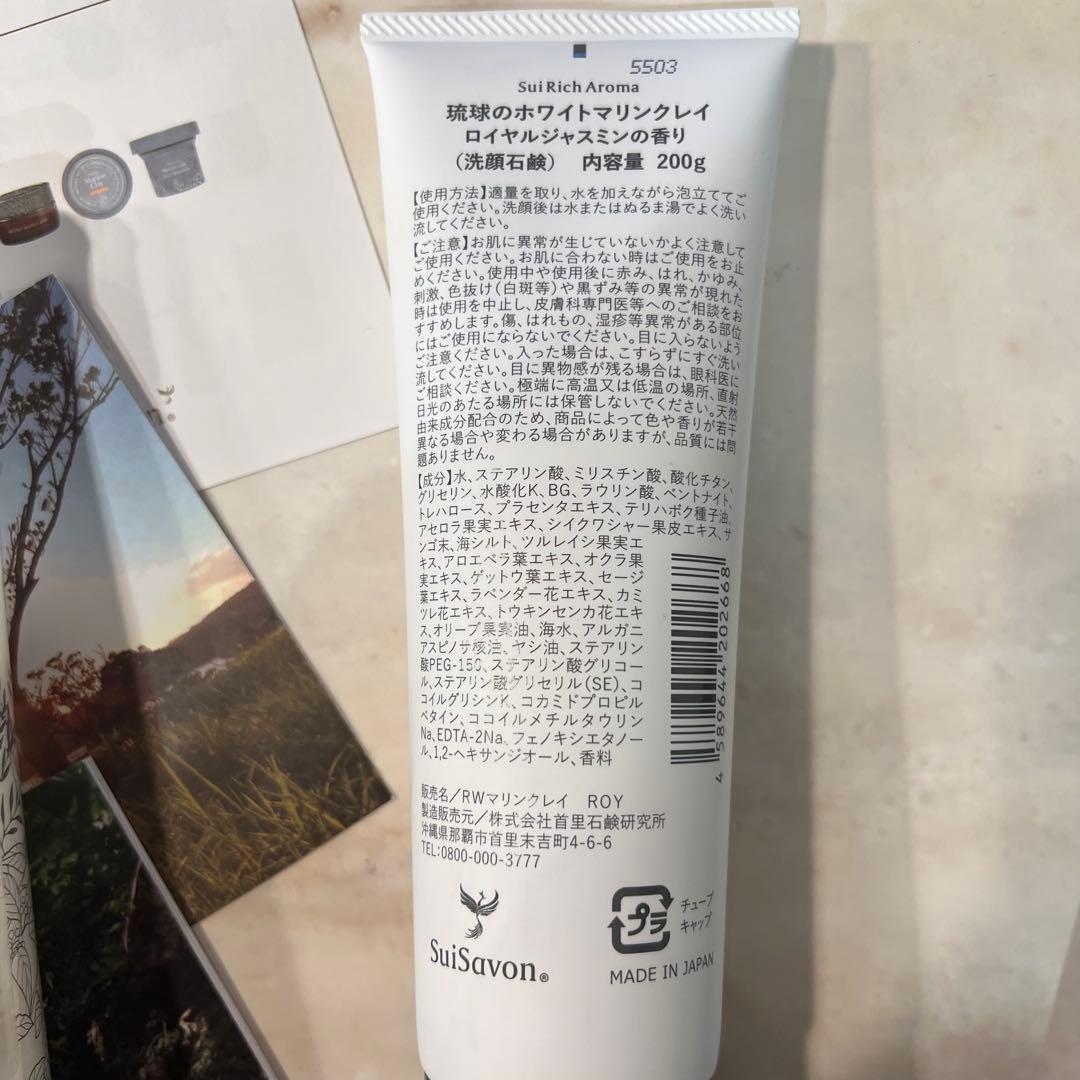 5503
Sui Rich Aroma
琉球のホワイトマリンクレイ
ロイヤルジャスミンの香り
(洗顔石鹸) 内容量 200g
【使用方法】適量を取り、水を加えながら泡立ててご
使用ください。洗顔後は水またはぬるま湯でよく洗い
流してください。
【ご注意】お肌に異常が生じていないかよく注意して
ご使用ください。お肌に合わない時はご使用をお止
めください。使用中や使用後に赤み、はれ、かゆみ、
刺激、色抜け(白斑等)や黒ずみ等の異常が現れた
時は使用を中止し、皮膚科専門医等へのご相談をお
すすめします。傷、はれもの、湿疹等異常がある部位
にはご使用にならないでください。目に入らないよう
ご注意ください。入った場合は、こすらずにすぐ洗い
流してください。目に異物感が残る場合は、眼科医に
ご相談ください。極端に高温又は低温の場所、直射
日光のあたる場所には保管しないでください。天然
由来成分配合のため、商品によって色や香りが若干
異なる場合や変わる場合がありますが、品質には問
題ありません。
【成分】水、ステアリン酸、ミリスチン酸、酸化チタン、
グリセリン、水酸化K、BG、ラウリン酸、ベントナイト、
トレハロース、プラセンタエキス、テリハボク種子油、
アセロラ果実エキス、シイクワシャー果皮エキス、サ
ンゴ末、海シルト、ツルレイシ果実エ
キス、アロエベラ葉エキス、オクラ果
実エキス、ゲットウ葉エキス、セージ
葉エキス、ラベンダー花エキス、カミ
ツレ花エキス、トウキンセンカ花エキ
ス、オリーブ果実油、海水、アルガニ
アスピノサ核油、ヤシ油、ステアリン
酸PEG-150、ステアリン酸グリコー
ル、ステアリン酸グリセリル(SE)、コ
コイルグリシンK、コカミドプロピル
ベタイン、ココイルメチルタウリン
Na、EDTA-2Na、フェノキシエタノー
ル、1,2-ヘキサンジオール、香料
4 589644 202668
販売名/RWマリンクレイ ROY
製造販売元/株式会社首里石鹸研究所
沖縄県那覇市首里末吉町4-6-6
TEL:0800-000-3777
SuiSavon®
プラ
チューブ
キャップ
MADE IN JAPAN